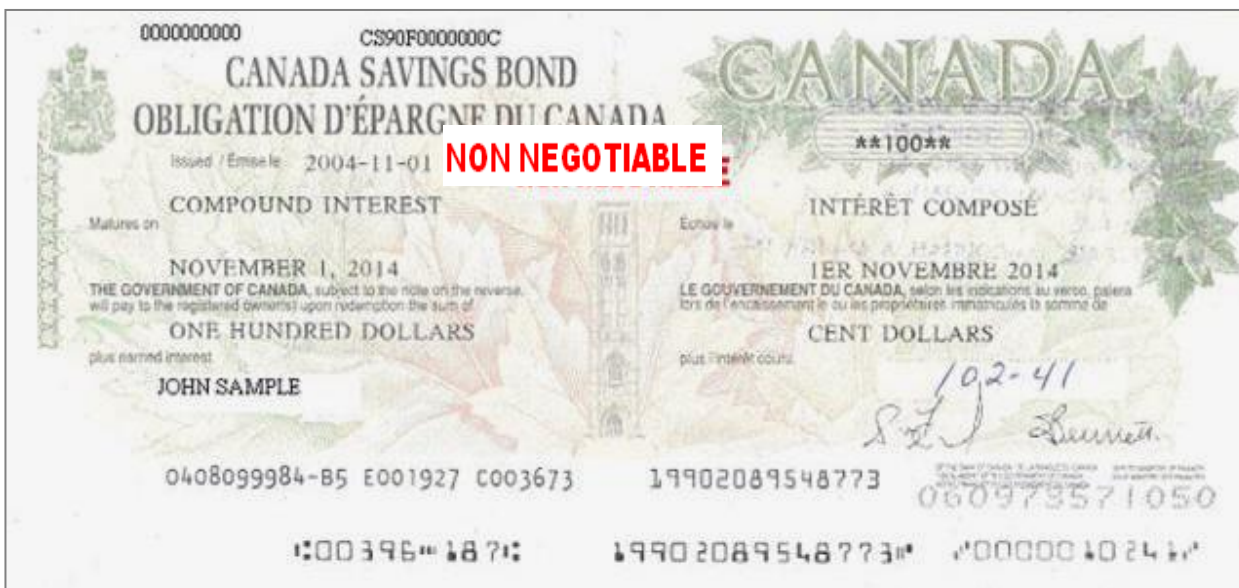 0000000000 CS90F0000000C
CANADA SAVINGS BOND
OBLIGATION D'ÉPARGNE DU CANADA
CANADA
**100**
Issued / Émise le 2004-11-01
NON NEGOTIABLE
COMPOUND INTEREST
Matures on
NOVEMBER 1, 2014
THE GOVERNMENT OF CANADA, subject to the note on the reverse,
will pay to the registered owner(s) upon redemption the sum of
ONE HUNDRED DOLLARS
plus earned interest.
JOHN SAMPLE
INTÉRÊT COMPOSÉ
Échoit le
1ER NOVEMBRE 2014
LE GOUVERNEMENT DU CANADA, selon les indications au verso, paiera
lors de l'encaissement le ou les propriétaires immatriculés la somme de
CENT DOLLARS
plus l'intérêt couru.
102-41
Bennett
0408099984-B5 E001927 C003673 19902089548773
060979571050
⑆00396⑉187⑆ 19902089548773⑈ ⑇0000010241⑇